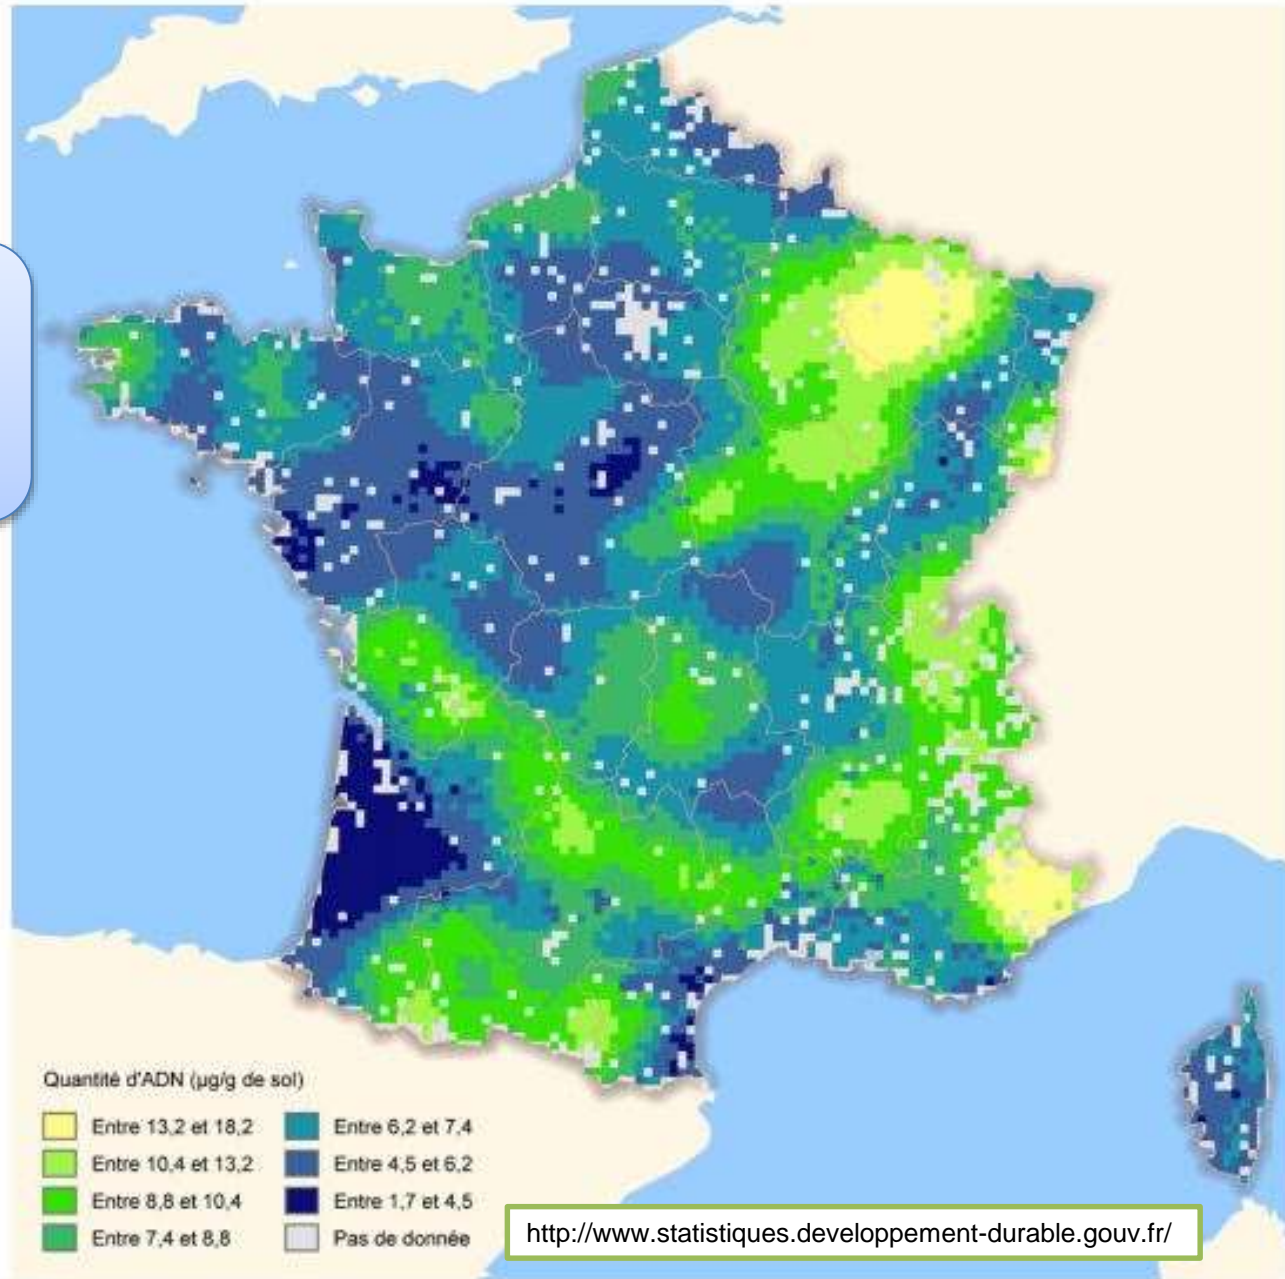 Quantité d'ADN (µg/g de sol)
Entre 13,2 et 18,2
Entre 10,4 et 13,2
Entre 8,8 et 10,4
Entre 7,4 et 8,8
Entre 6,2 et 7,4
Entre 4,5 et 6,2
Entre 1,7 et 4,5
Pas de donnée
http://www.statistiques.developpement-durable.gouv.fr/